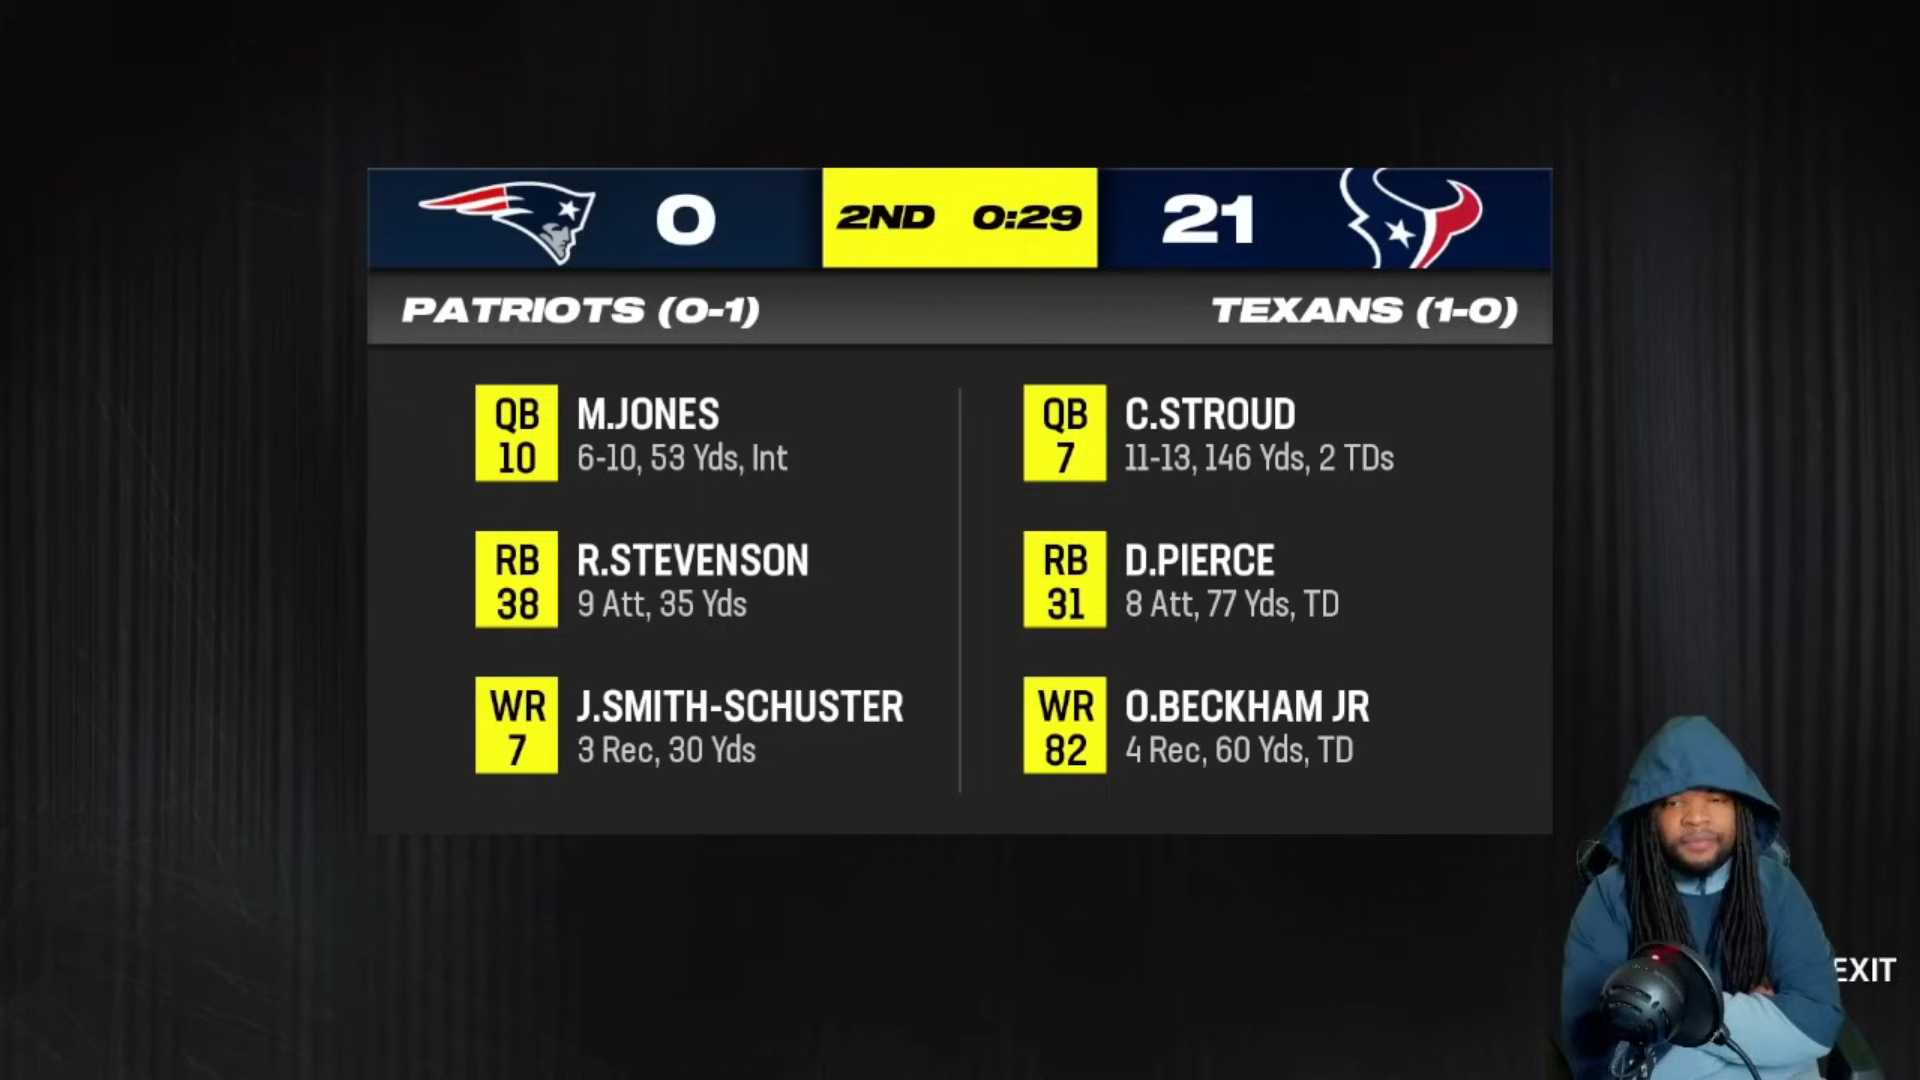 0 2ND 0:29 21
PATRIOTS (0-1) TEXANS (1-0)
QB 10 M.JONES
6-10, 53 Yds, Int
RB 38 R.STEVENSON
9 Att, 35 Yds
WR 7 J.SMITH-SCHUSTER
3 Rec, 30 Yds
QB 7 C.STROUD
11-13, 146 Yds, 2 TDs
RB 31 D.PIERCE
8 Att, 77 Yds, TD
WR 82 O.BECKHAM JR
4 Rec, 60 Yds, TD
EXIT